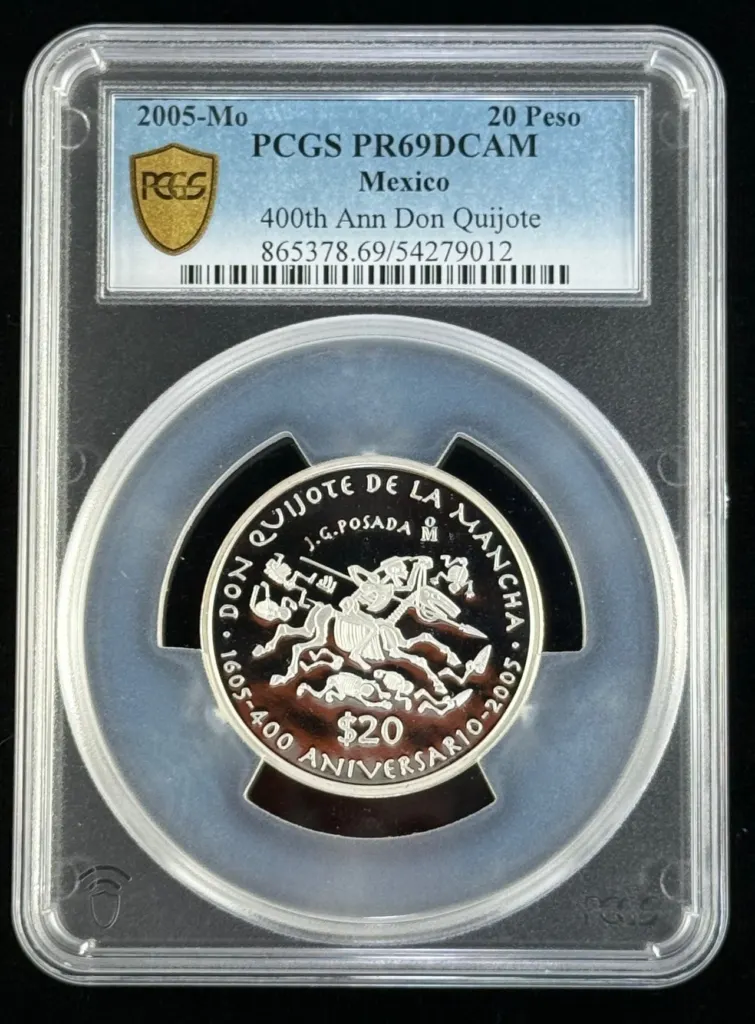 2005-Mo 20 Peso
PCGS PR69DCAM
Mexico
400th Ann Don Quijote
865378.69/54279012
PCGS
DON QUIJOTE DE LA MANCHA
J.G.POSADA
Mo
$20
1605-400 ANIVERSARIO-2005
PCGS